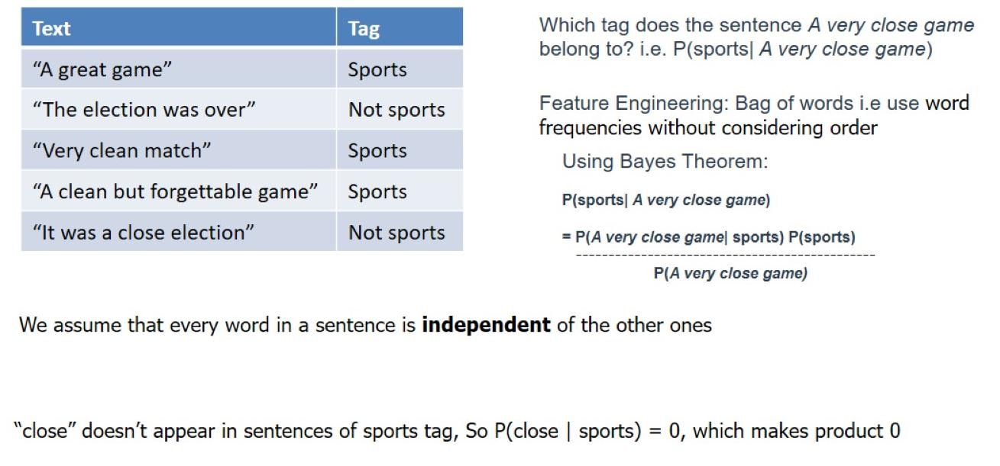 Text Tag
“A great game” Sports
“The election was over” Not sports
“Very clean match” Sports
“A clean but forgettable game” Sports
“It was a close election” Not sports
Which tag does the sentence A very close game
belong to? i.e. P(sports| A very close game)
Feature Engineering: Bag of words i.e use word
frequencies without considering order
Using Bayes Theorem:
P(sports| A very close game)
= P(A very close game| sports) P(sports)
----------------------------------------------
P(A very close game)
We assume that every word in a sentence is independent of the other ones
“close” doesn’t appear in sentences of sports tag, So P(close | sports) = 0, which makes product 0